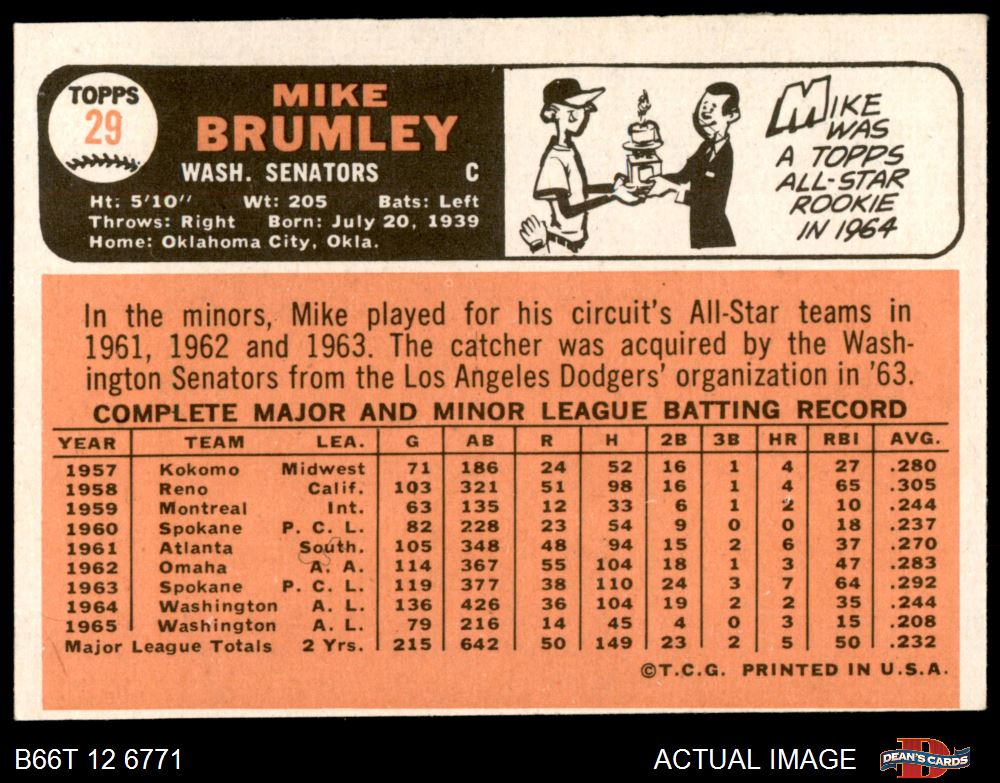 TOPPS
29
MIKE
BRUMLEY
WASH. SENATORS C
Ht: 5'10" Wt: 205 Bats: Left
Throws: Right Born: July 20, 1939
Home: Oklahoma City, Okla.
MIKE
WAS
A TOPPS
ALL-STAR
ROOKIE
IN 1964
In the minors, Mike played for his circuit's All-Star teams in
1961, 1962 and 1963. The catcher was acquired by the Wash-
ington Senators from the Los Angeles Dodgers' organization in '63.
COMPLETE MAJOR AND MINOR LEAGUE BATTING RECORD
YEAR TEAM LEA. G AB R H 2B 3B HR RBI AVG.
1957 Kokomo Midwest 71 186 24 52 16 1 4 27 .280
1958 Reno Calif. 103 321 51 98 16 1 4 65 .305
1959 Montreal Int. 63 135 12 33 6 1 2 10 .244
1960 Spokane P. C. L. 82 228 23 54 9 0 0 18 .237
1961 Atlanta South. 105 348 48 94 15 2 6 37 .270
1962 Omaha A. A. 114 367 55 104 18 1 3 47 .283
1963 Spokane P. C. L. 119 377 38 110 24 3 7 64 .292
1964 Washington A. L. 136 426 36 104 19 2 2 35 .244
1965 Washington A. L. 79 216 14 45 4 0 3 15 .208
Major League Totals 2 Yrs. 215 642 50 149 23 2 5 50 .232
©T.C.G. PRINTED IN U.S.A.
B66T 12 6771 ACTUAL IMAGE DEAN'S CARDS